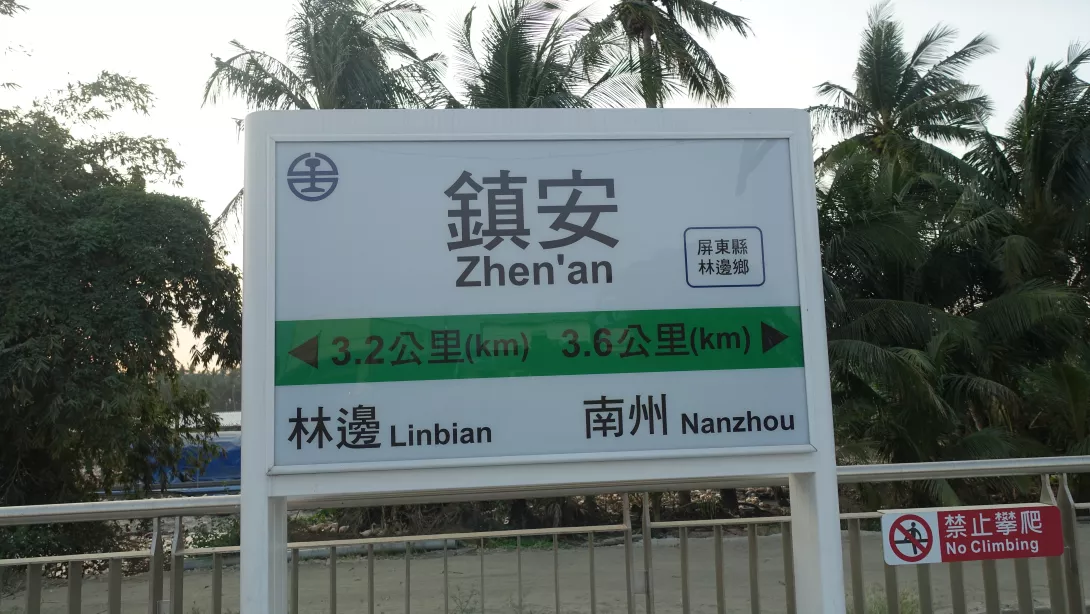 鎮安
Zhen'an
屏東縣
林邊鄉
3.2公里(km) 3.6公里(km)
林邊 Linbian 南州 Nanzhou
禁止攀爬
No Climbing